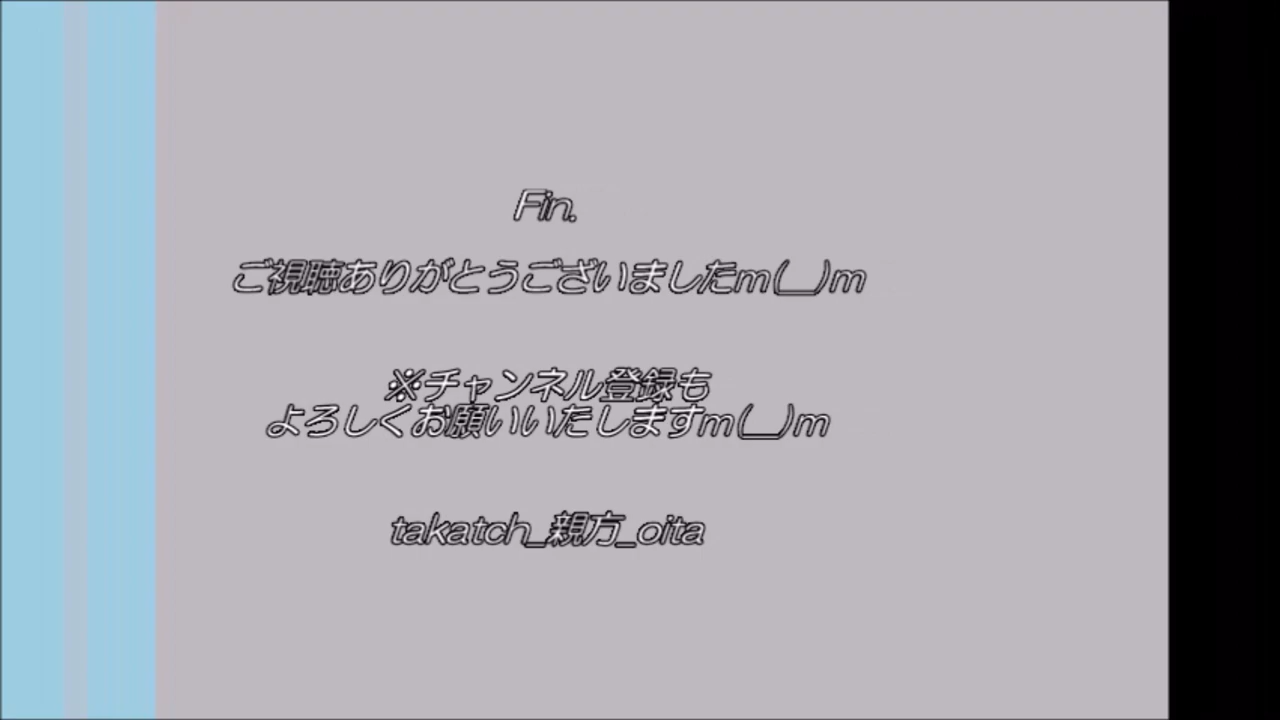 Fin.
ご視聴ありがとうございましたm(__)m
※チャンネル登録も
よろしくお願いいたしますm(__)m
takatch_親方_oita